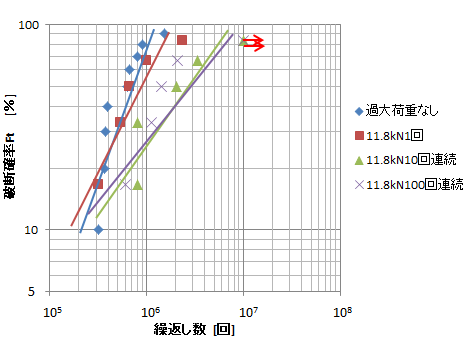 100
10
5
破断確率Ft [%]
10⁵ 10⁶ 10⁷ 10⁸
繰返し数 [回]
過大荷重なし
11.8kN1回
11.8kN10回連続
11.8kN100回連続